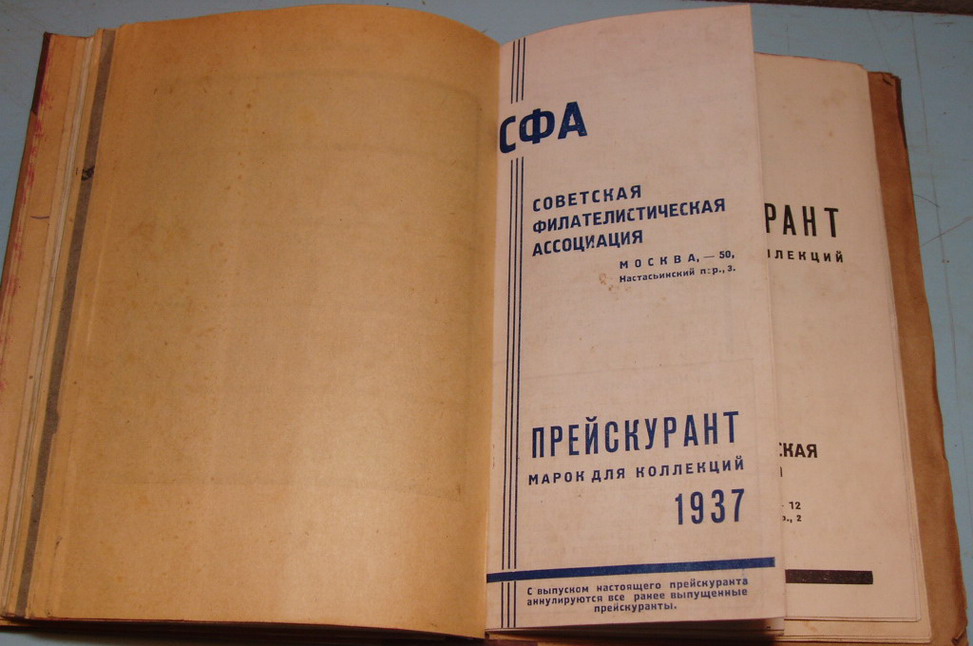 СФА
СОВЕТСКАЯ
ФИЛАТЕЛИСТИЧЕСКАЯ
АССОЦИАЦИЯ
МОСКВА, — 50,
Настасьинский пер., 3.
ПРЕЙСКУРАНТ
МАРОК ДЛЯ КОЛЛЕКЦИЙ
1937
С выпуском настоящего прейскуранта
аннулируются все ранее выпущенные
прейскуранты.
РАНТ
ЛЕКЦИЙ
СКАЯ
12
р., 2